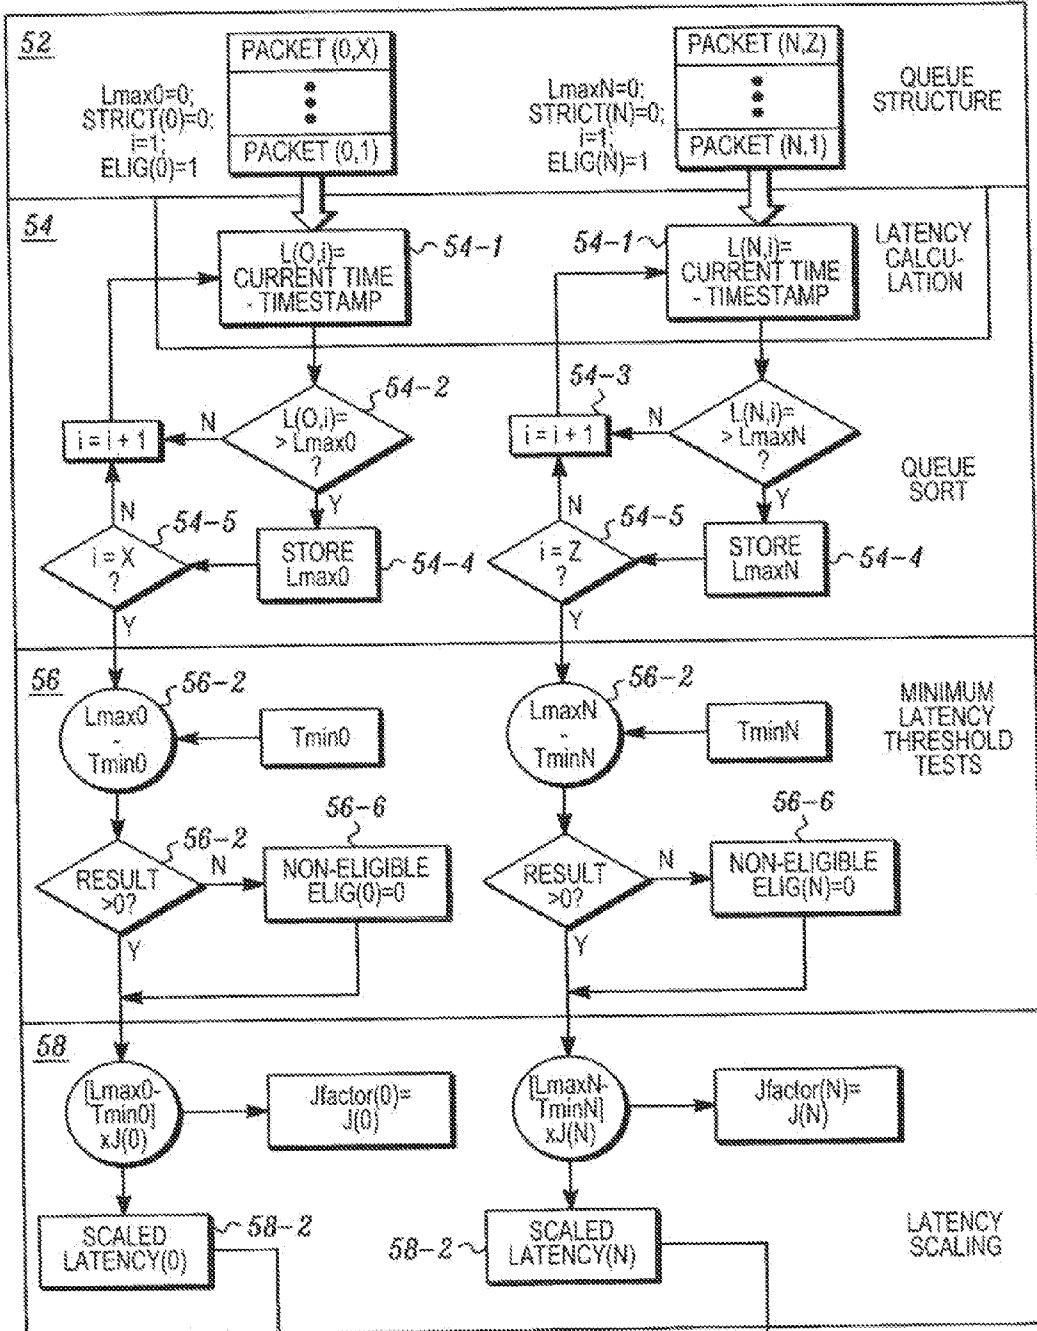 52
PACKET (0,X)
Lmax0=0;
STRICT(0)=0;
i=1;
ELIG(0)=1
PACKET (0,1)
PACKET (N,Z)
LmaxN=0;
STRICT(N)=0;
i=1;
ELIG(N)=1
PACKET (N,1)
QUEUE
STRUCTURE
54
L(O,i)=
CURRENT TIME
- TIMESTAMP
54-1
54-1
L(N,i)=
CURRENT TIME
- TIMESTAMP
LATENCY
CALCU-
LATION
i = i + 1
N
L(O,i)=
> Lmax0
?
54-2
Y
54-3
i = i + 1
N
L(N,i)=
> LmaxN
?
Y
QUEUE
SORT
N
i = X
?
54-5
Y
STORE
Lmax0
54-4
N
i = Z
?
54-5
Y
STORE
LmaxN
54-4
56
Lmax0
-
Tmin0
56-2
Tmin0
LmaxN
-
TminN
56-2
TminN
MINIMUM
LATENCY
THRESHOLD
TESTS
RESULT
>0?
56-2
N
Y
56-6
NON-ELIGIBLE
ELIG(0)=0
RESULT
>0?
N
Y
56-6
NON-ELIGIBLE
ELIG(N)=0
58
[Lmax0-
Tmin0]
xJ(0)
Jfactor(0)=
J(0)
[LmaxN-
TminN]
xJ(N)
Jfactor(N)=
J(N)
SCALED
LATENCY(0)
58-2
58-2
SCALED
LATENCY(N)
LATENCY
SCALING